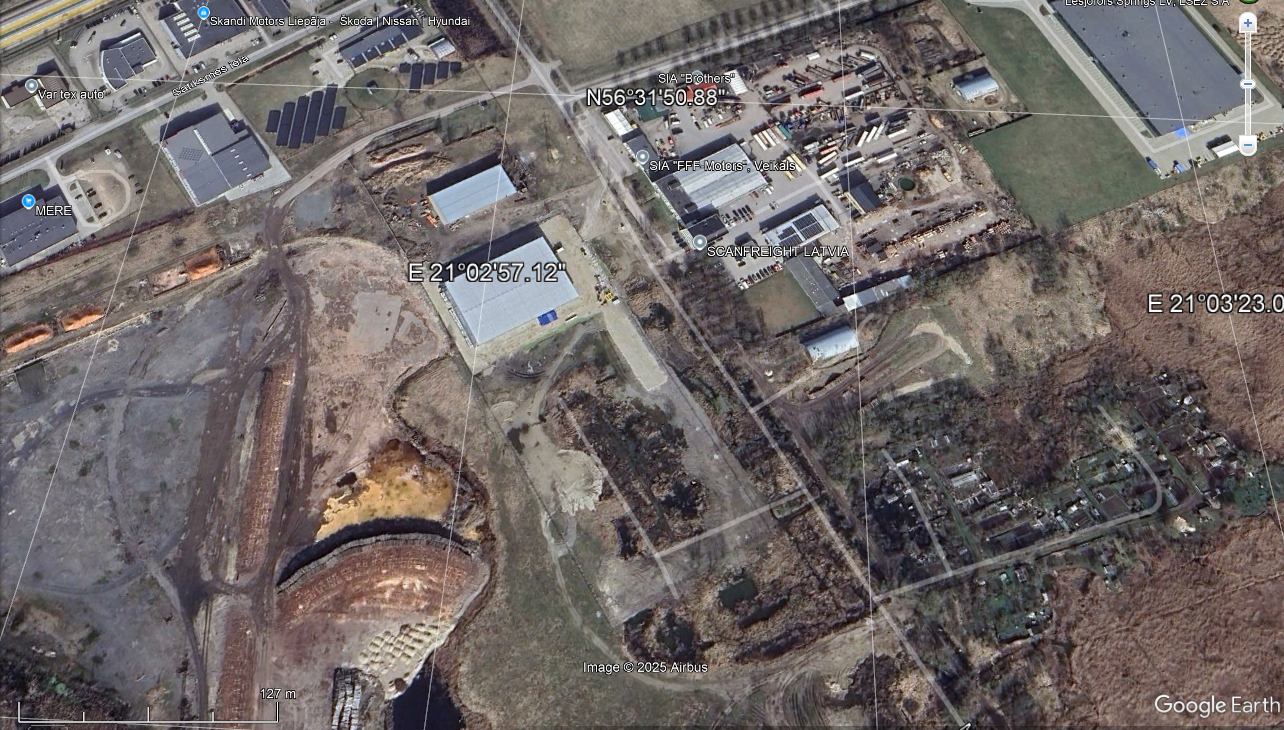 Lesjofors Springs LV, LSEZ SIA
Skandi Motors Liepāja - Škoda | Nissan | Hyundai
SIA "Brothers"
Var tex auto
N56°31'50.88"
SIA "FFF Motors", Veikals
MERE
SCANFREIGHT LATVIA
E 21°02'57.12"
E 21°03'23.0
Image © 2025 Airbus
127 m
Google Earth